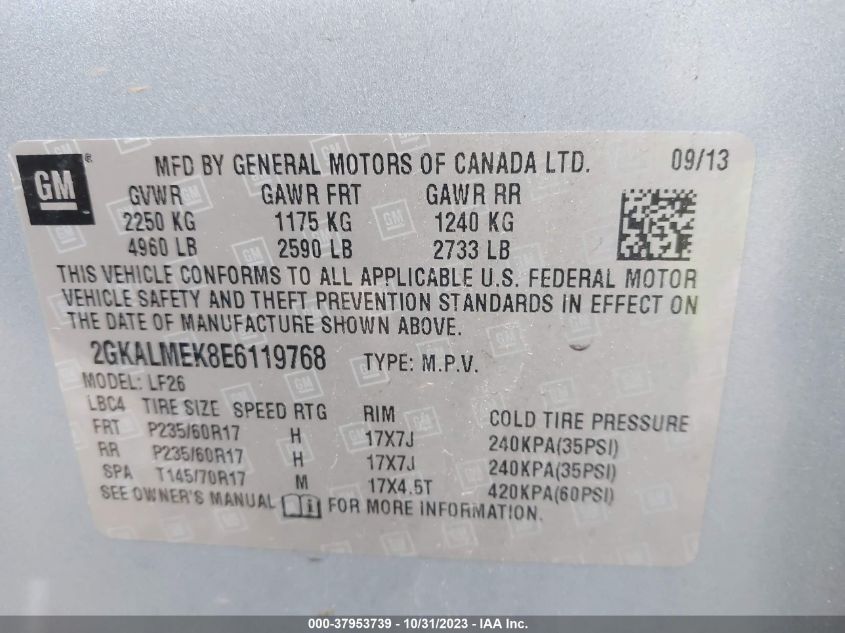 GM ® MFD BY GENERAL MOTORS OF CANADA LTD. 09/13
GVWR GAWR FRT GAWR RR
2250 KG 1175 KG 1240 KG
4960 LB 2590 LB 2733 LB
THIS VEHICLE CONFORMS TO ALL APPLICABLE U.S. FEDERAL MOTOR
VEHICLE SAFETY AND THEFT PREVENTION STANDARDS IN EFFECT ON
THE DATE OF MANUFACTURE SHOWN ABOVE.
2GKALMEK8E6119768 TYPE: M.P.V.
MODEL: LF26
LBC4 TIRE SIZE SPEED RTG RIM COLD TIRE PRESSURE
FRT P235/60R17 H 17X7J 240KPA(35PSI)
RR P235/60R17 H 17X7J 240KPA(35PSI)
SPA T145/70R17 M 17X4.5T 420KPA(60PSI)
SEE OWNER'S MANUAL FOR MORE INFORMATION.
000-37953739 - 10/31/2023 - IAA Inc.